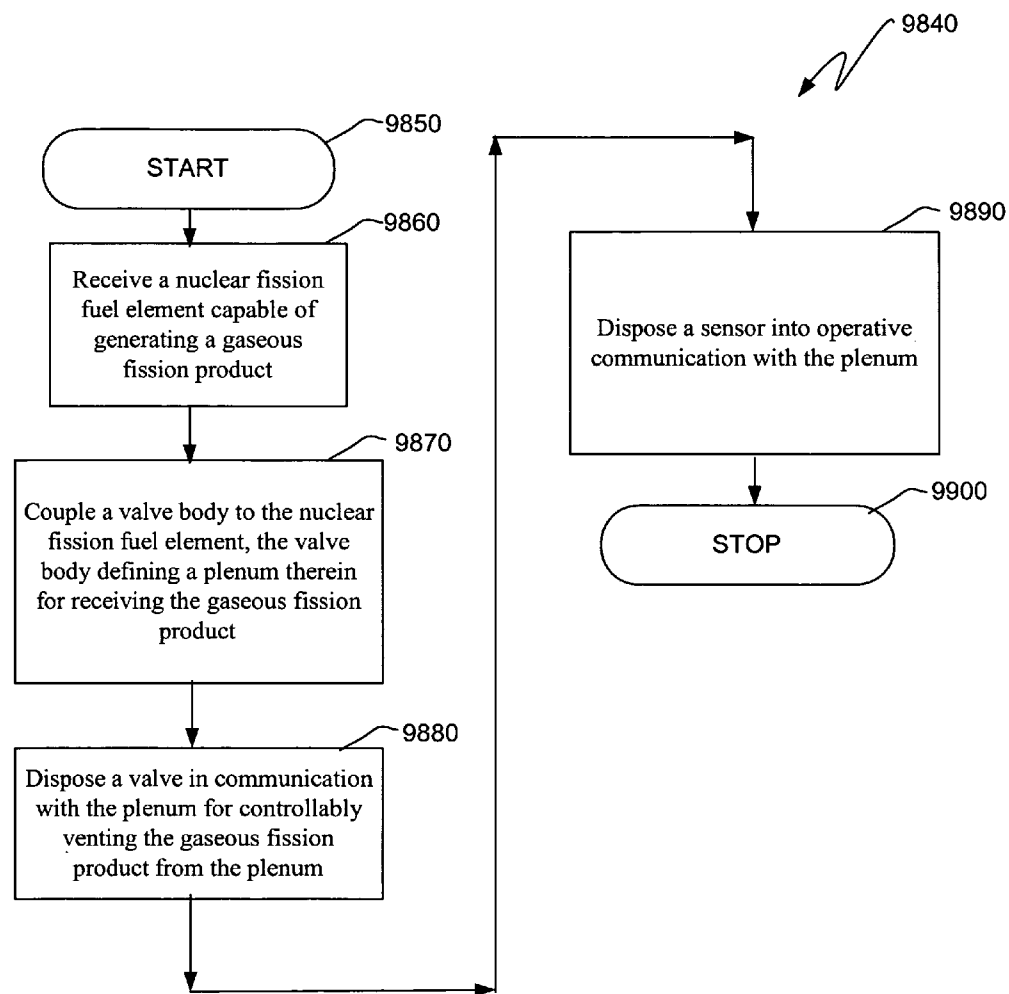 9840
9850
START
9860
Receive a nuclear fission
fuel element capable of
generating a gaseous
fission product
9870
Couple a valve body to the nuclear
fission fuel element, the valve
body defining a plenum therein
for receiving the gaseous fission
product
9880
Dispose a valve in communication
with the plenum for controllably
venting the gaseous fission
product from the plenum
9890
Dispose a sensor into operative
communication with the plenum
9900
STOP